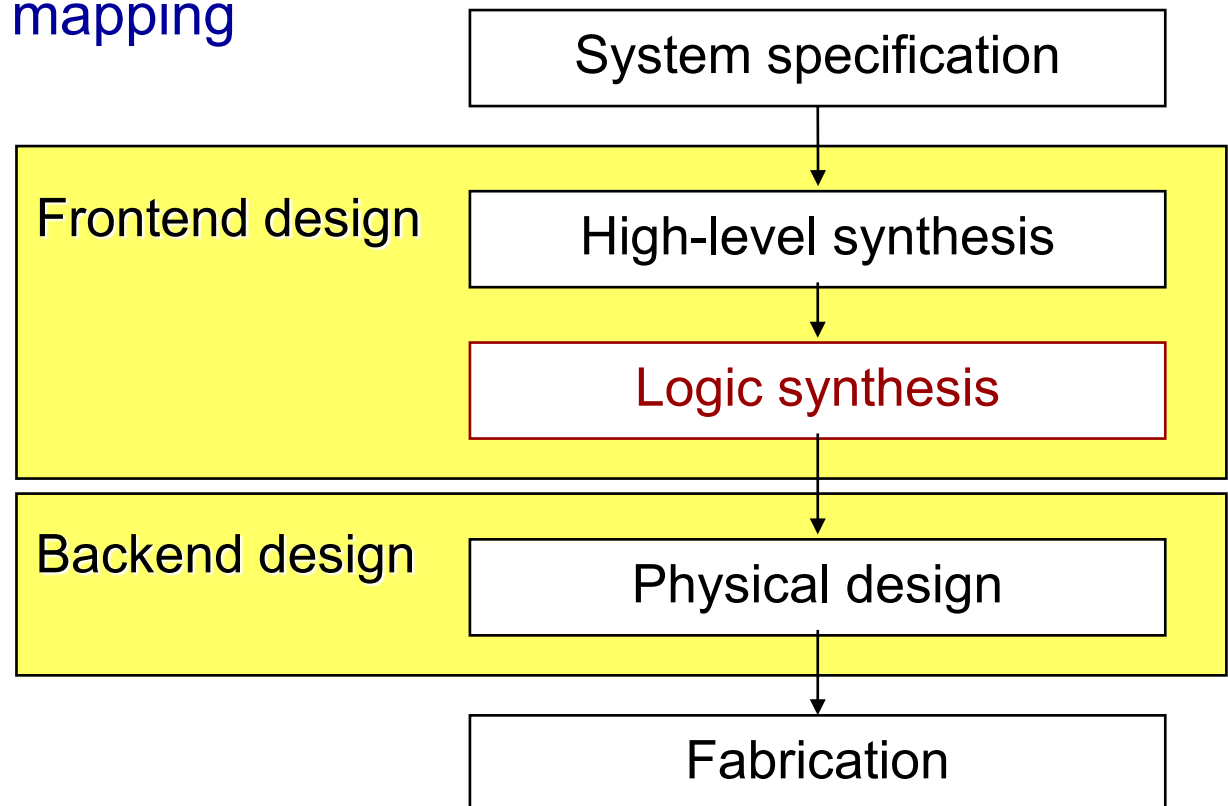 mapping
System specification
Frontend design
High-level synthesis
Logic synthesis
Backend design
Physical design
Fabrication